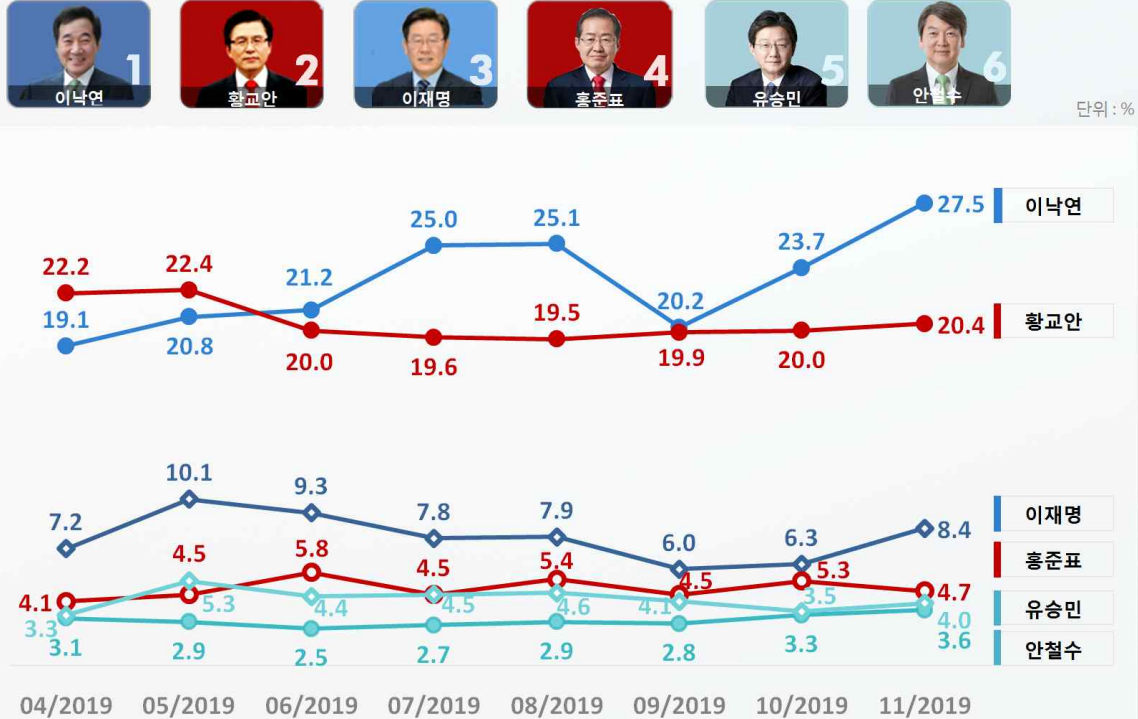 1 2 3 4 5 6
이낙연 황교안 이재명 홍준표 유승민 안철수
단위 : %
27.5 이낙연
25.0 25.1
23.7
22.2 22.4
21.2
20.2
19.5
20.4 황교안
19.1
20.8
20.0 19.6 19.9 20.0
10.1
9.3
7.2 7.8 7.9
6.0 6.3
8.4 이재명
4.5 5.8 4.5 5.4 4.5 5.3
홍준표
4.1 4.7
5.3 4.4 4.5 4.6 4.1 3.5
유승민
3.3 4.0
3.1 2.9 2.5 2.7 2.9 2.8 3.3 3.6
안철수
04/2019 05/2019 06/2019 07/2019 08/2019 09/2019 10/2019 11/2019